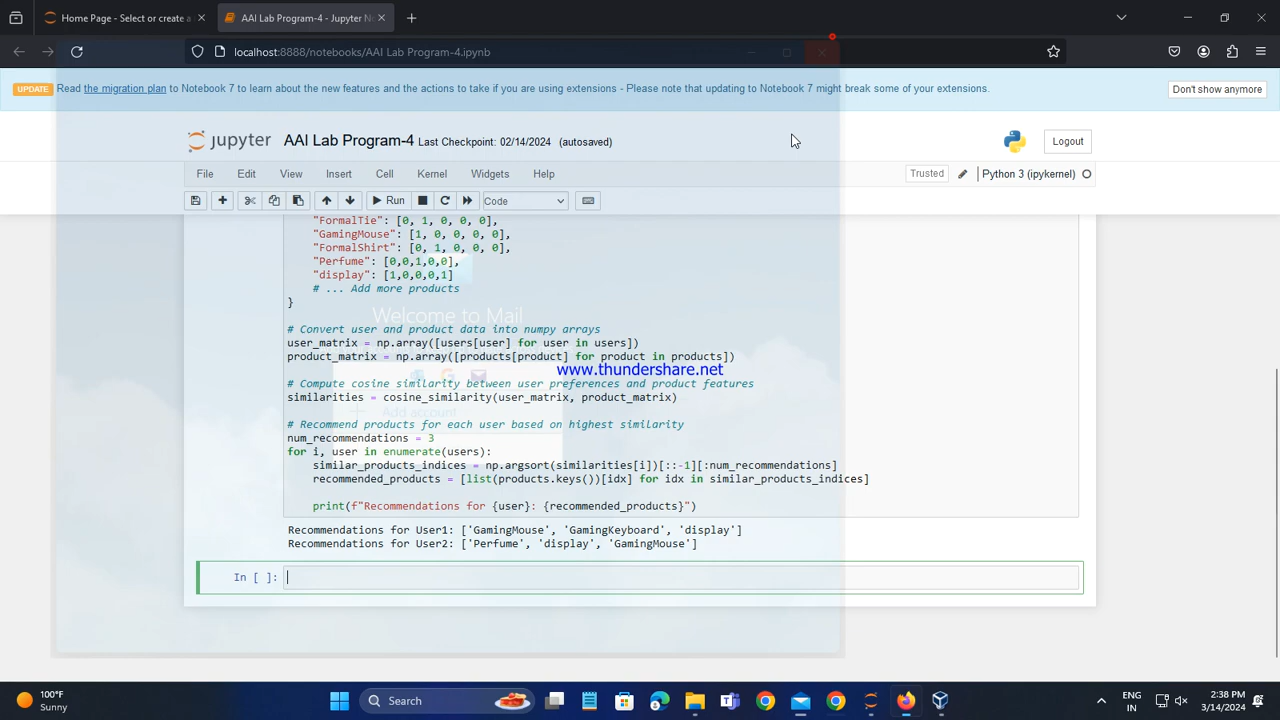 Home Page - Select or create a
AAI Lab Program-4 - Jupyter N
localhost:8888/notebooks/AAI Lab Program-4.ipynb
UPDATE Read the migration plan to Notebook 7 to learn about the new features and the actions to take if you are using extensions - Please note that updating to Notebook 7 might break some of your extensions. Don't show anymore
jupyter AAI Lab Program-4 Last Checkpoint: 02/14/2024 (autosaved) Logout
File Edit View Insert Cell Kernel Widgets Help Trusted Python 3 (ipykernel)
Run Code
"FormalTie": [0, 1, 0, 0, 0],
"GamingMouse": [1, 0, 0, 0, 0],
"FormalShirt": [0, 1, 0, 0, 0],
"Perfume": [0,0,1,0,0],
"display": [1,0,0,0,1]
# ... Add more products
}
Welcome to Mail
# Convert user and product data into numpy arrays
user_matrix = np.array([users[user] for user in users])
product_matrix = np.array([products[product] for product in products])
www.thundershare.net
# Compute cosine similarity between user preferences and product features
similarities = cosine_similarity(user_matrix, product_matrix)
Add account
# Recommend products for each user based on highest similarity
num_recommendations = 3
for i, user in enumerate(users):
similar_products_indices = np.argsort(similarities[i])[::-1][:num_recommendations]
recommended_products = [list(products.keys())[idx] for idx in similar_products_indices]
print(f"Recommendations for {user}: {recommended_products}")
Recommendations for User1: ['GamingMouse', 'GamingKeyboard', 'display']
Recommendations for User2: ['Perfume', 'display', 'GamingMouse']
In [ ]:
100°F
Sunny
Search
ENG
IN
2:38 PM
3/14/2024